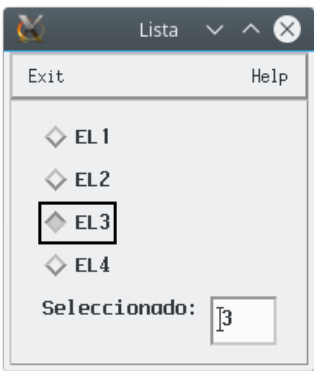 Lista
Exit Help
EL1
EL2
EL3
EL4
Seleccionado: 3